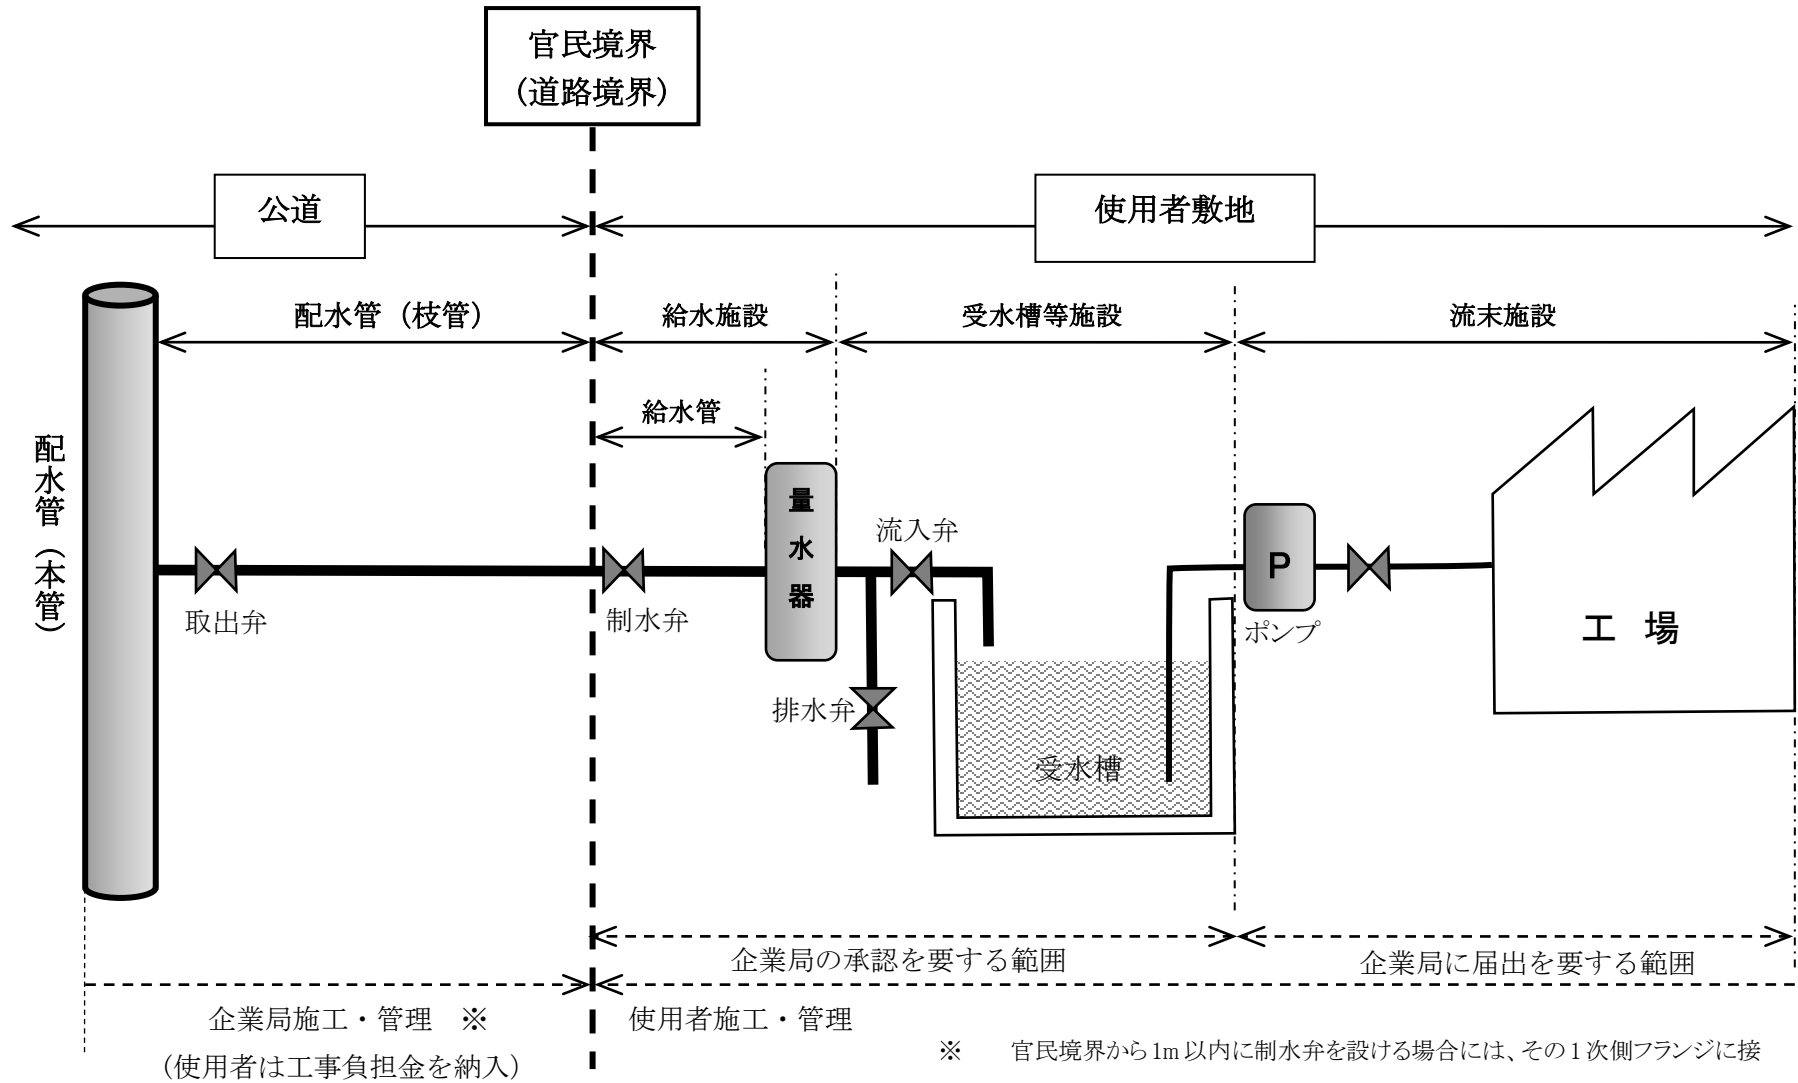 官民境界
(道路境界)
公道
使用者敷地
配水管（枝管）
給水施設
受水槽等施設
流末施設
給水管
配水管（本管）
量水器
流入弁
P
取出弁
制水弁
ポンプ
工　場
排水弁
受水槽
企業局の承認を要する範囲
企業局に届出を要する範囲
企業局施工・管理　※
使用者施工・管理
(使用者は工事負担金を納入)
※　官民境界から1m以内に制水弁を設ける場合には、その1次側フランジに接